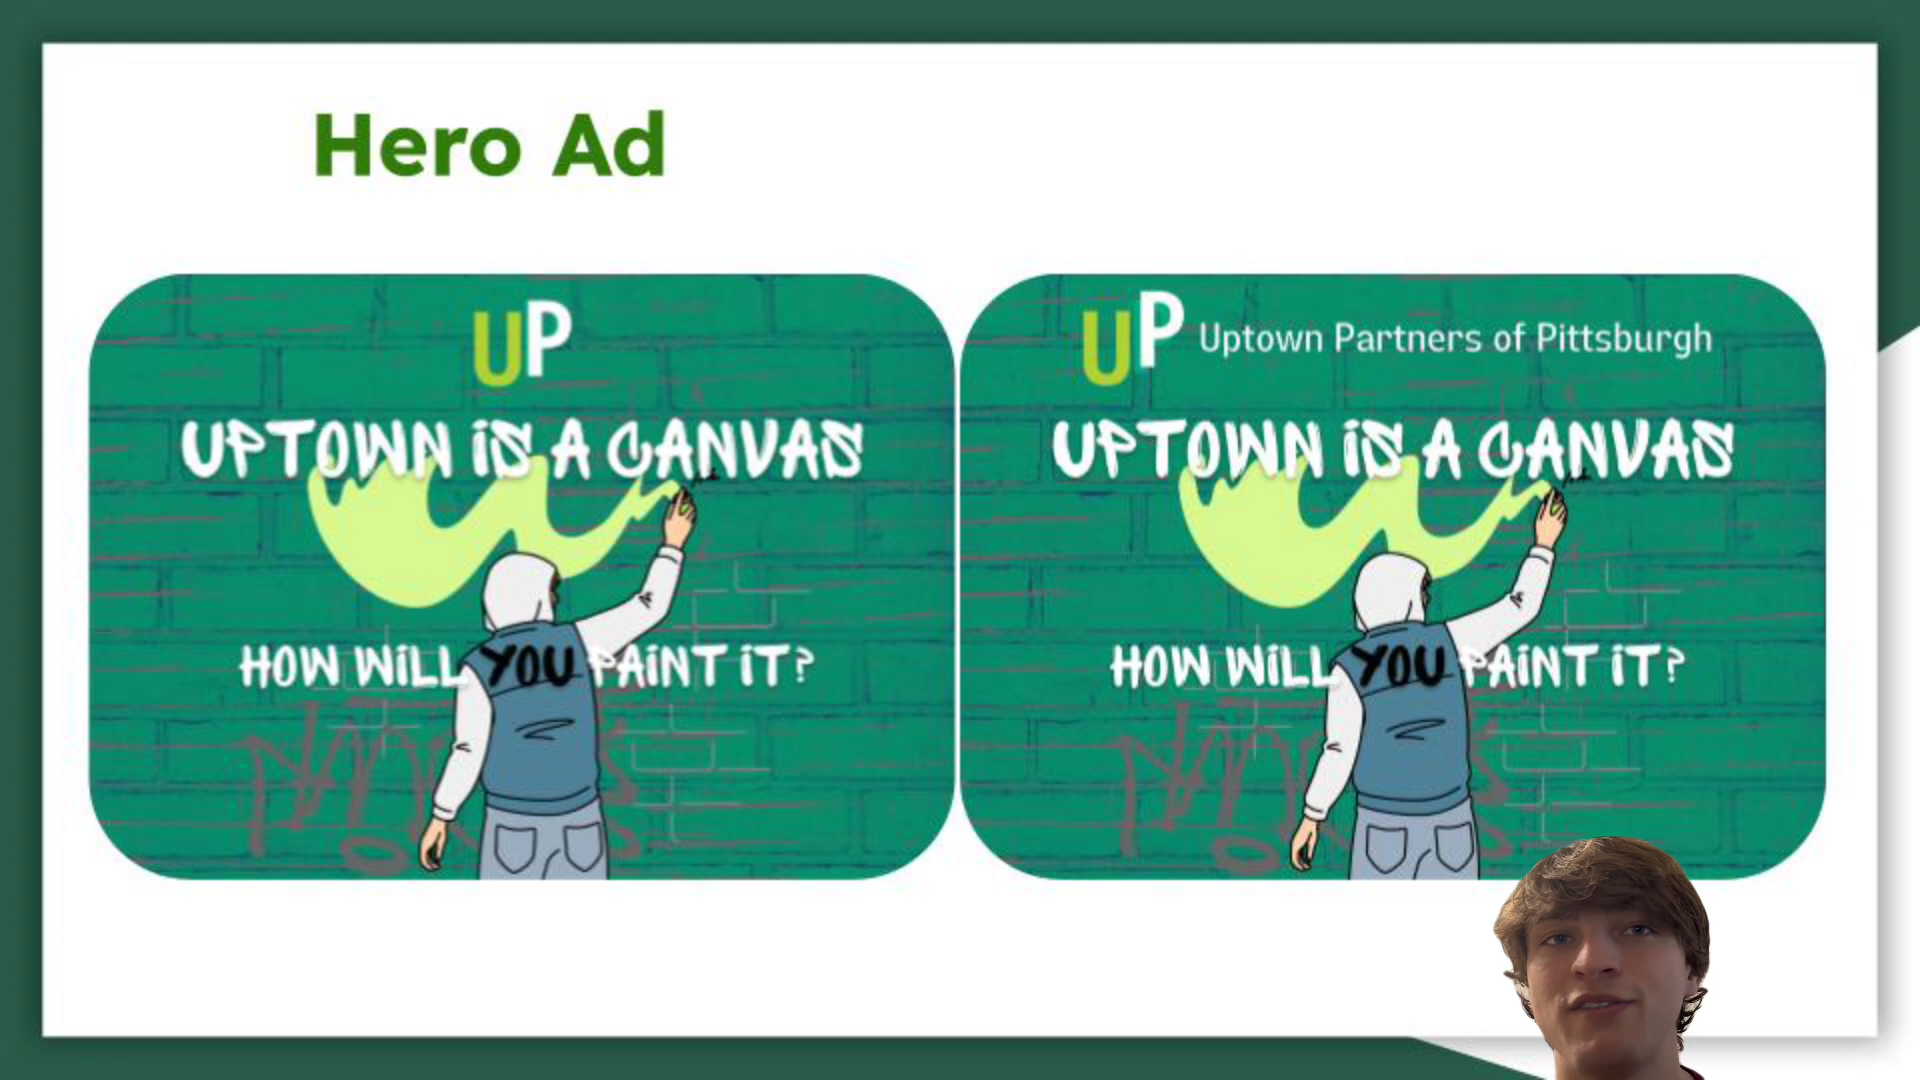 Hero Ad
UP
UPTOWN iS A CANVAS
HOW WiLL YOU PAiNT iT?
UP Uptown Partners of Pittsburgh
UPTOWN iS A CANVAS
HOW WiLL YOU PAiNT iT?